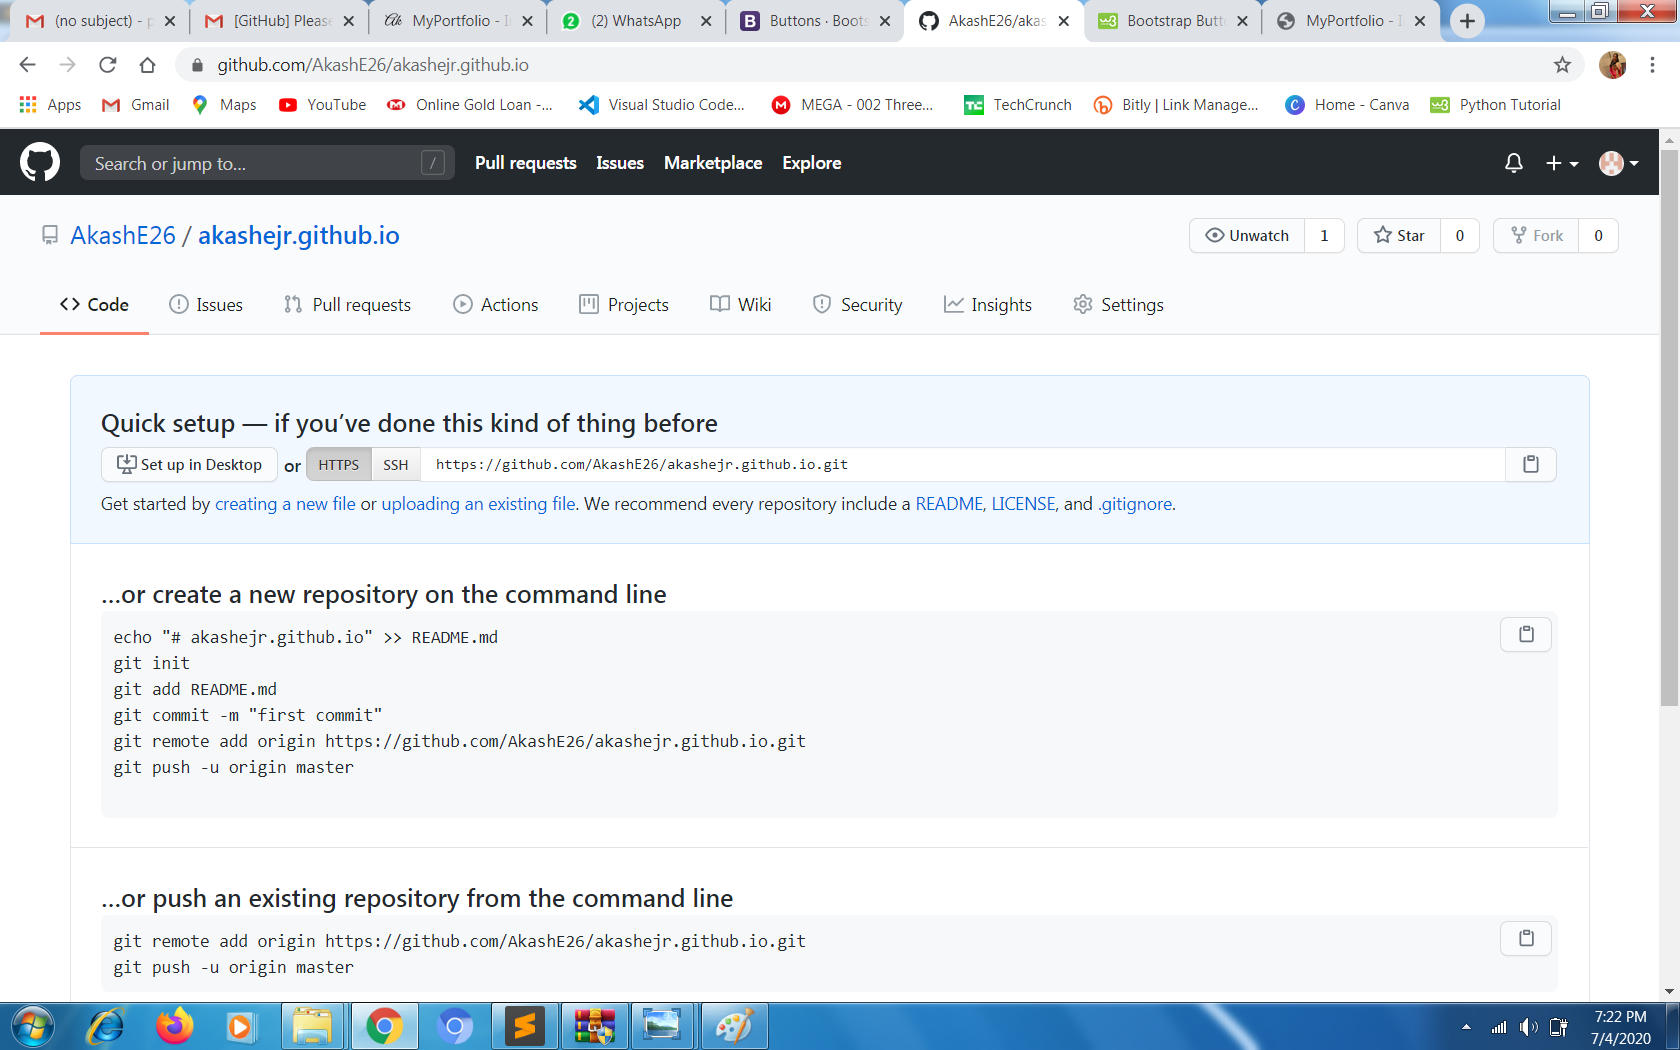 (no subject) - p
[GitHub] Please
MyPortfolio - I
(2) WhatsApp
Buttons · Boots
AkashE26/akas
Bootstrap Butt
MyPortfolio - I
github.com/AkashE26/akashejr.github.io
Apps Gmail Maps YouTube Online Gold Loan -... Visual Studio Code... MEGA - 002 Three... TechCrunch Bitly | Link Manage... Home - Canva Python Tutorial
Search or jump to... / Pull requests Issues Marketplace Explore
AkashE26 / akashejr.github.io Unwatch 1 Star 0 Fork 0
Code Issues Pull requests Actions Projects Wiki Security Insights Settings
Quick setup — if you’ve done this kind of thing before
Set up in Desktop or HTTPS SSH https://github.com/AkashE26/akashejr.github.io.git
Get started by creating a new file or uploading an existing file. We recommend every repository include a README, LICENSE, and .gitignore.
…or create a new repository on the command line
echo "# akashejr.github.io" >> README.md
git init
git add README.md
git commit -m "first commit"
git remote add origin https://github.com/AkashE26/akashejr.github.io.git
git push -u origin master
…or push an existing repository from the command line
git remote add origin https://github.com/AkashE26/akashejr.github.io.git
git push -u origin master
7:22 PM
7/4/2020